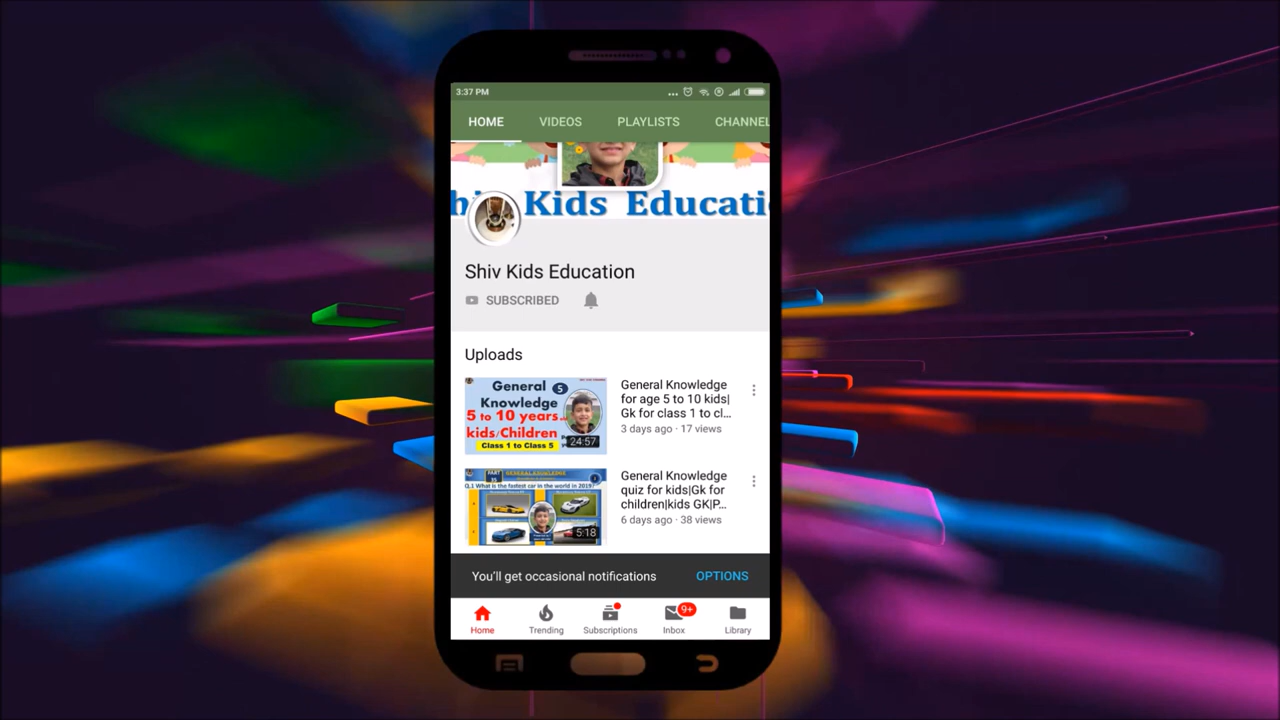 3:37 PM
HOME VIDEOS PLAYLISTS CHANNEL
Kids Educati
Shiv Kids Education
SUBSCRIBED
Uploads
General 5
Knowledge
5 to 10 years
kids/Children
Class 1 to Class 5
24:57
General Knowledge
for age 5 to 10 kids|
Gk for class 1 to cl...
3 days ago · 17 views
PART
GENERAL KNOWLEDGE
Q.1 What is the fastest car in the world in 2019?
5:18
General Knowledge
quiz for kids|Gk for
children|kids GK|P...
6 days ago · 38 views
You'll get occasional notifications OPTIONS
9+
Home Trending Subscriptions Inbox Library